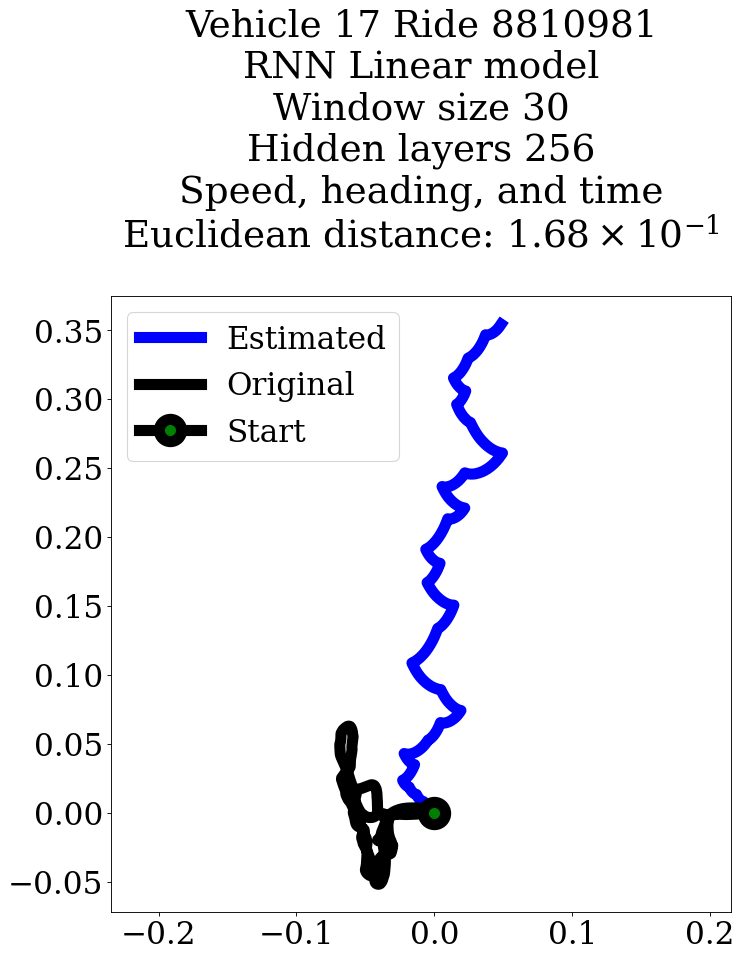 Vehicle 17 Ride 8810981
RNN Linear model
Window size 30
Hidden layers 256
Speed, heading, and time
Euclidean distance: 1.68 × 10⁻¹
Estimated
Original
Start
0.35
0.30
0.25
0.20
0.15
0.10
0.05
0.00
−0.05
−0.2 −0.1 0.0 0.1 0.2